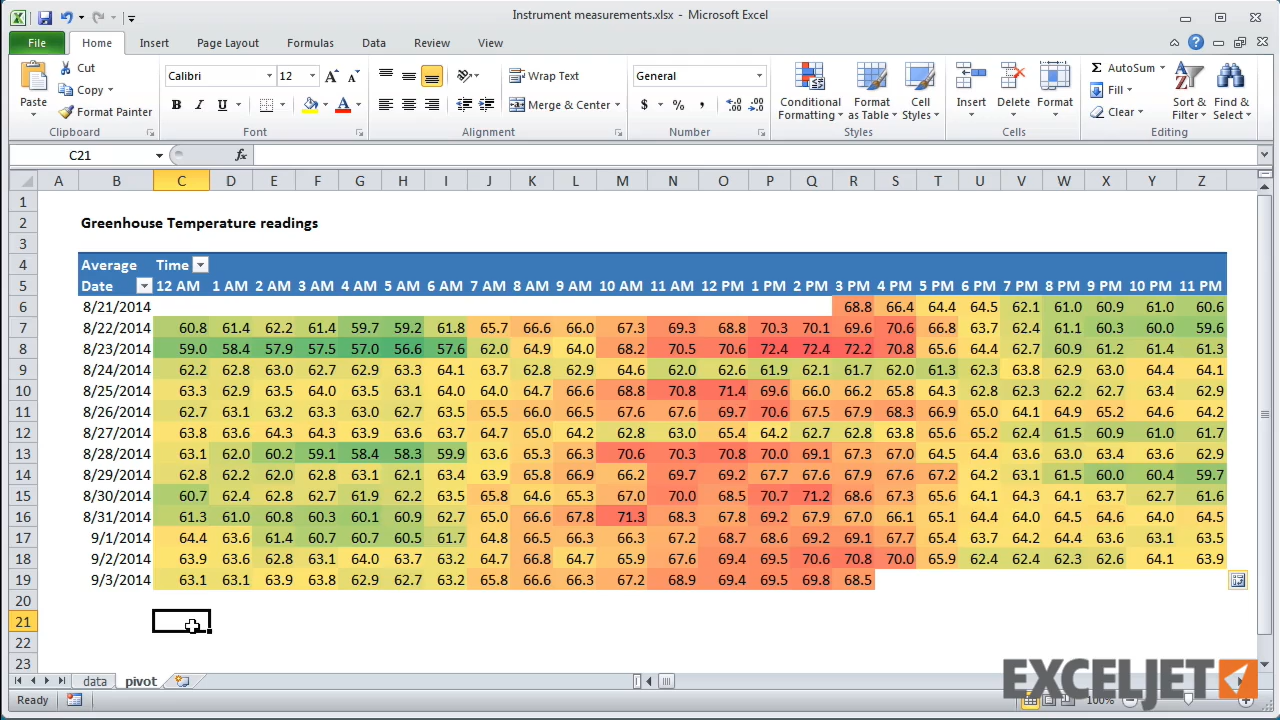 Instrument measurements.xlsx - Microsoft Excel
File Home Insert Page Layout Formulas Data Review View
Paste Cut Copy Format Painter Clipboard
Calibri 12 A A B I U A Font
Wrap Text Merge & Center Alignment
General $ % , .0 .00 .00 .0 Number
Conditional Formatting Format as Table Cell Styles Styles
Insert Delete Format Cells
Σ AutoSum Fill Clear Sort & Filter Find & Select Editing
C21 fx
A B C D E F G H I J K L M N O P Q R S T U V W X Y Z
1
2 Greenhouse Temperature readings
3
4 Average Time
5 Date 12 AM 1 AM 2 AM 3 AM 4 AM 5 AM 6 AM 7 AM 8 AM 9 AM 10 AM 11 AM 12 PM 1 PM 2 PM 3 PM 4 PM 5 PM 6 PM 7 PM 8 PM 9 PM 10 PM 11 PM
6 8/21/2014 68.8 66.4 64.4 64.5 62.1 61.0 60.9 61.0 60.6
7 8/22/2014 60.8 61.4 62.2 61.4 59.7 59.2 61.8 65.7 66.6 66.0 67.3 69.3 68.8 70.3 70.1 69.6 70.6 66.8 63.7 62.4 61.1 60.3 60.0 59.6
8 8/23/2014 59.0 58.4 57.9 57.5 57.0 56.6 57.6 62.0 64.9 64.0 68.2 70.5 70.6 72.4 72.4 72.2 70.8 65.6 64.4 62.7 60.9 61.2 61.4 61.3
9 8/24/2014 62.2 62.8 63.0 62.7 62.9 63.3 64.1 63.7 62.8 62.9 64.6 62.0 62.6 61.9 62.1 61.7 62.0 61.3 62.3 63.8 62.9 63.0 64.4 64.1
10 8/25/2014 63.3 62.9 63.5 64.0 63.5 63.1 64.0 64.0 64.7 66.6 68.8 70.8 71.4 69.6 66.0 66.2 65.8 64.3 62.8 62.3 62.2 62.7 63.4 62.9
11 8/26/2014 62.7 63.1 63.2 63.3 63.0 62.7 63.5 65.5 66.0 66.5 67.6 67.6 69.7 70.6 67.5 67.9 68.3 66.9 65.0 64.1 64.9 65.2 64.6 64.2
12 8/27/2014 63.8 63.6 64.3 64.3 63.9 63.6 63.7 64.7 65.0 64.2 62.8 63.0 65.4 64.2 62.7 62.8 63.8 65.6 65.2 62.4 61.5 60.9 61.0 61.7
13 8/28/2014 63.1 62.0 60.2 59.1 58.4 58.3 59.9 63.6 65.3 66.3 70.6 70.3 70.8 70.0 69.1 67.3 67.0 64.5 64.4 63.6 63.0 63.4 63.6 62.9
14 8/29/2014 62.8 62.2 62.0 62.8 63.1 62.1 63.1 63.9 65.8 66.9 66.2 69.7 69.2 67.7 67.6 67.9 67.6 67.2 64.2 63.1 61.5 60.0 60.4 59.7
15 8/30/2014 60.7 62.4 62.8 62.7 61.9 62.2 63.5 65.8 64.6 65.3 67.0 70.0 68.5 70.7 71.2 68.6 67.3 65.6 64.1 64.3 64.1 63.7 62.7 61.6
16 8/31/2014 61.3 61.0 60.8 60.3 60.1 60.9 62.7 65.0 66.6 67.8 71.3 68.3 67.8 69.2 67.9 67.0 66.1 65.1 64.4 64.0 64.5 64.6 64.0 64.5
17 9/1/2014 64.4 63.6 61.4 60.7 60.7 60.5 61.7 64.8 66.5 66.3 67.2 68.7 68.6 69.2 69.1 67.7 65.4 63.7 64.2 64.4 63.1 63.5
18 9/2/2014 63.9 63.6 62.8 63.1 64.0 63.7 63.2 64.7 66.8 64.7 65.9 67.6 69.4 69.5 70.6 70.8 70.0 65.9 62.4 62.4 62.3 62.6 64.1 63.9
19 9/3/2014 63.1 63.1 63.9 63.8 62.9 62.7 63.2 65.8 66.6 66.3 67.2 68.9 69.4 69.5 69.8 68.5
20
21
22
23
data pivot
EXCELJET
Ready 100%